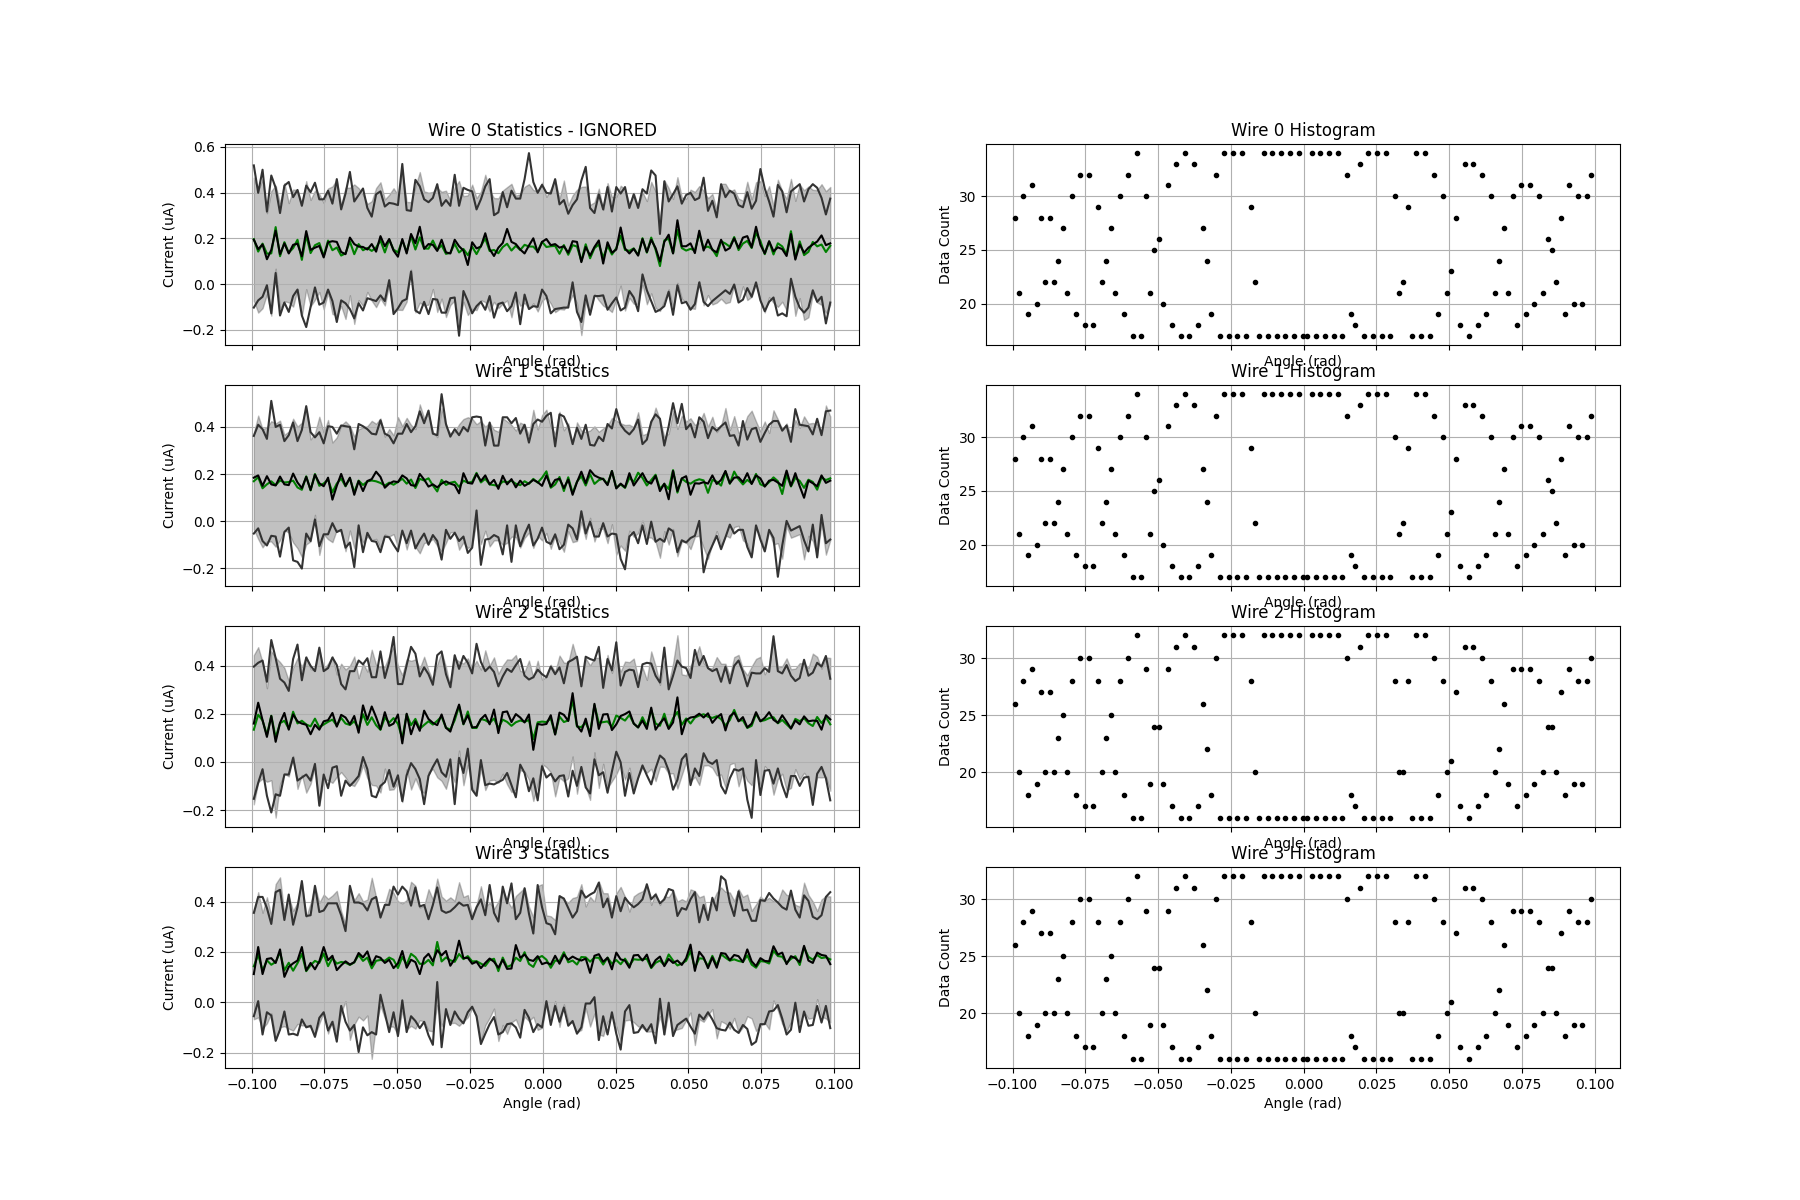 Wire 0 Statistics - IGNORED
Current (uA)
0.6
0.4
0.2
0.0
−0.2
Angle (rad)
Wire 0 Histogram
Data Count
30
25
20
Angle (rad)
Wire 1 Statistics
Current (uA)
0.4
0.2
0.0
−0.2
Angle (rad)
Wire 1 Histogram
Data Count
30
25
20
Angle (rad)
Wire 2 Statistics
Current (uA)
0.4
0.2
0.0
−0.2
Angle (rad)
Wire 2 Histogram
Data Count
30
25
20
Angle (rad)
Wire 3 Statistics
Current (uA)
0.4
0.2
0.0
−0.2
−0.100 −0.075 −0.050 −0.025 0.000 0.025 0.050 0.075 0.100
Angle (rad)
Wire 3 Histogram
Data Count
30
25
20
−0.100 −0.075 −0.050 −0.025 0.000 0.025 0.050 0.075 0.100
Angle (rad)